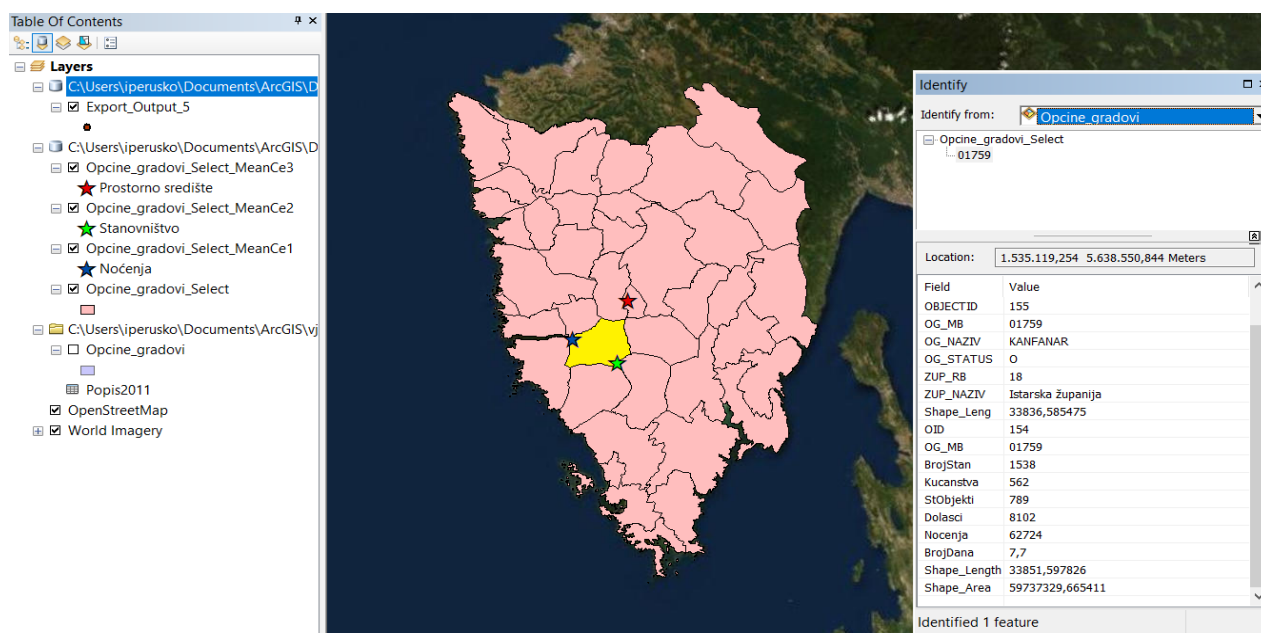 Table Of Contents
Layers
C:\Users\iperusko\Documents\ArcGIS\D
Export_Output_5
C:\Users\iperusko\Documents\ArcGIS\D
Opcine_gradovi_Select_MeanCe3
Prostorno središte
Opcine_gradovi_Select_MeanCe2
Stanovništvo
Opcine_gradovi_Select_MeanCe1
Noćenja
Opcine_gradovi_Select
C:\Users\iperusko\Documents\ArcGIS\vj
Opcine_gradovi
Popis2011
OpenStreetMap
World Imagery
Identify
Identify from: Opcine_gradovi
Opcine_gradovi_Select
01759
Location: 1.535.119,254 5.638.550,844 Meters
Field Value
OBJECTID 155
OG_MB 01759
OG_NAZIV KANFANAR
OG_STATUS O
ZUP_RB 18
ZUP_NAZIV Istarska županija
Shape_Leng 33836,585475
OID 154
OG_MB 01759
BrojStan 1538
Kucanstva 562
StObjekti 789
Dolasci 8102
Nocenja 62724
BrojDana 7,7
Shape_Length 33851,597826
Shape_Area 59737329,665411
Identified 1 feature